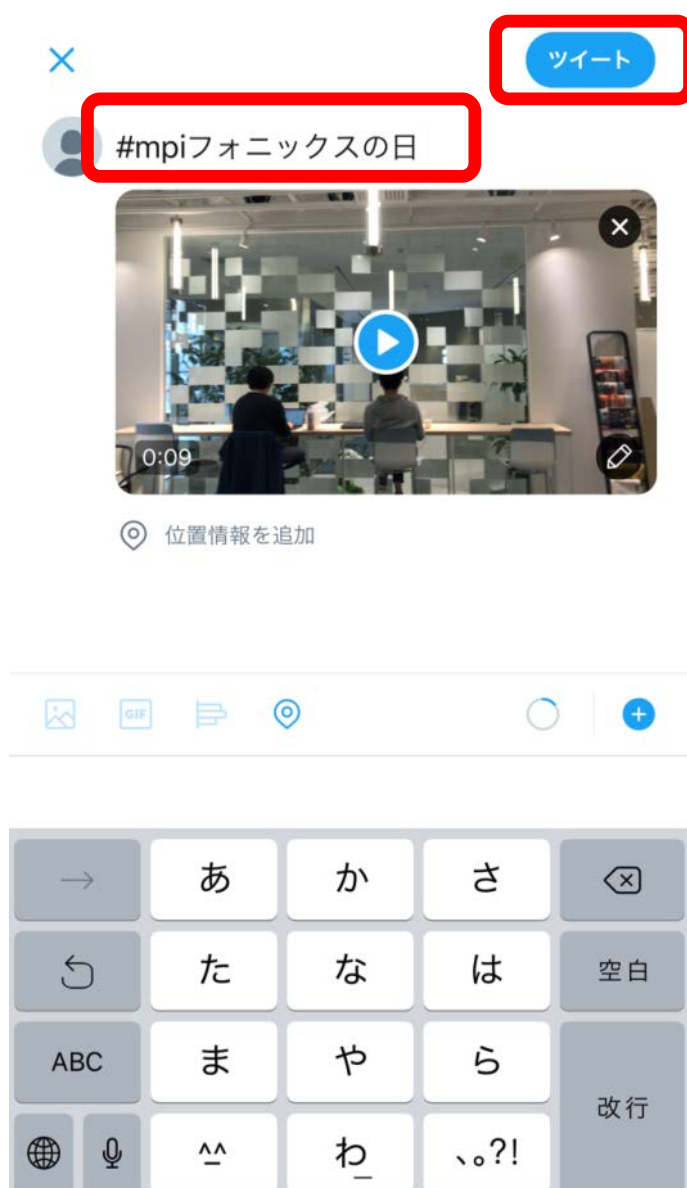 ツイート
#mpiフォニックスの日
0:09
位置情報を追加
GIF
→ あ か さ
た な は 空白
ABC ま や ら
改行
^^ わ_ 、。?!